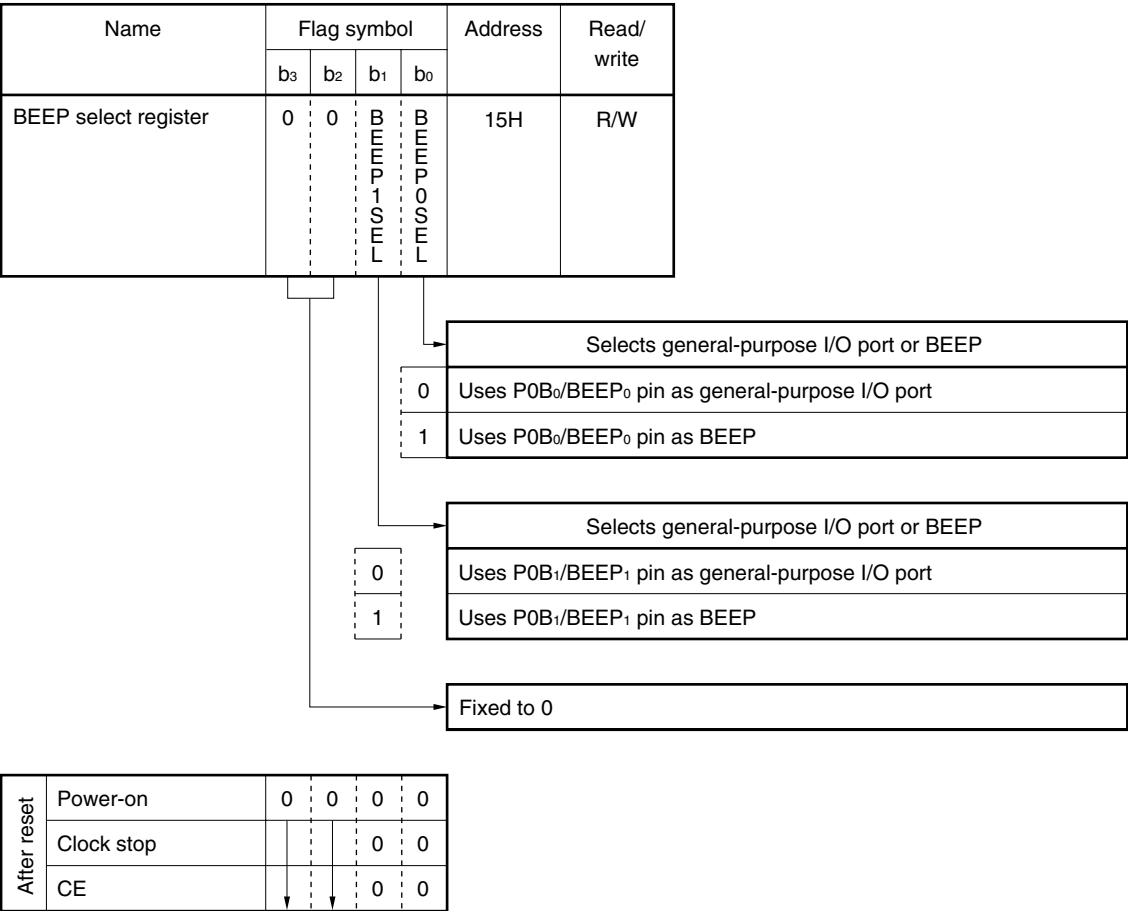 Name Flag symbol Address Read/
write
b₃ b₂ b₁ b₀
BEEP select register 0 0 BEEP1SEL BEEP0SEL 15H R/W
Selects general-purpose I/O port or BEEP
0 Uses P0B₀/BEEP₀ pin as general-purpose I/O port
1 Uses P0B₀/BEEP₀ pin as BEEP
Selects general-purpose I/O port or BEEP
0 Uses P0B₁/BEEP₁ pin as general-purpose I/O port
1 Uses P0B₁/BEEP₁ pin as BEEP
Fixed to 0
After reset
Power-on 0 0 0 0
Clock stop 0 0
CE 0 0